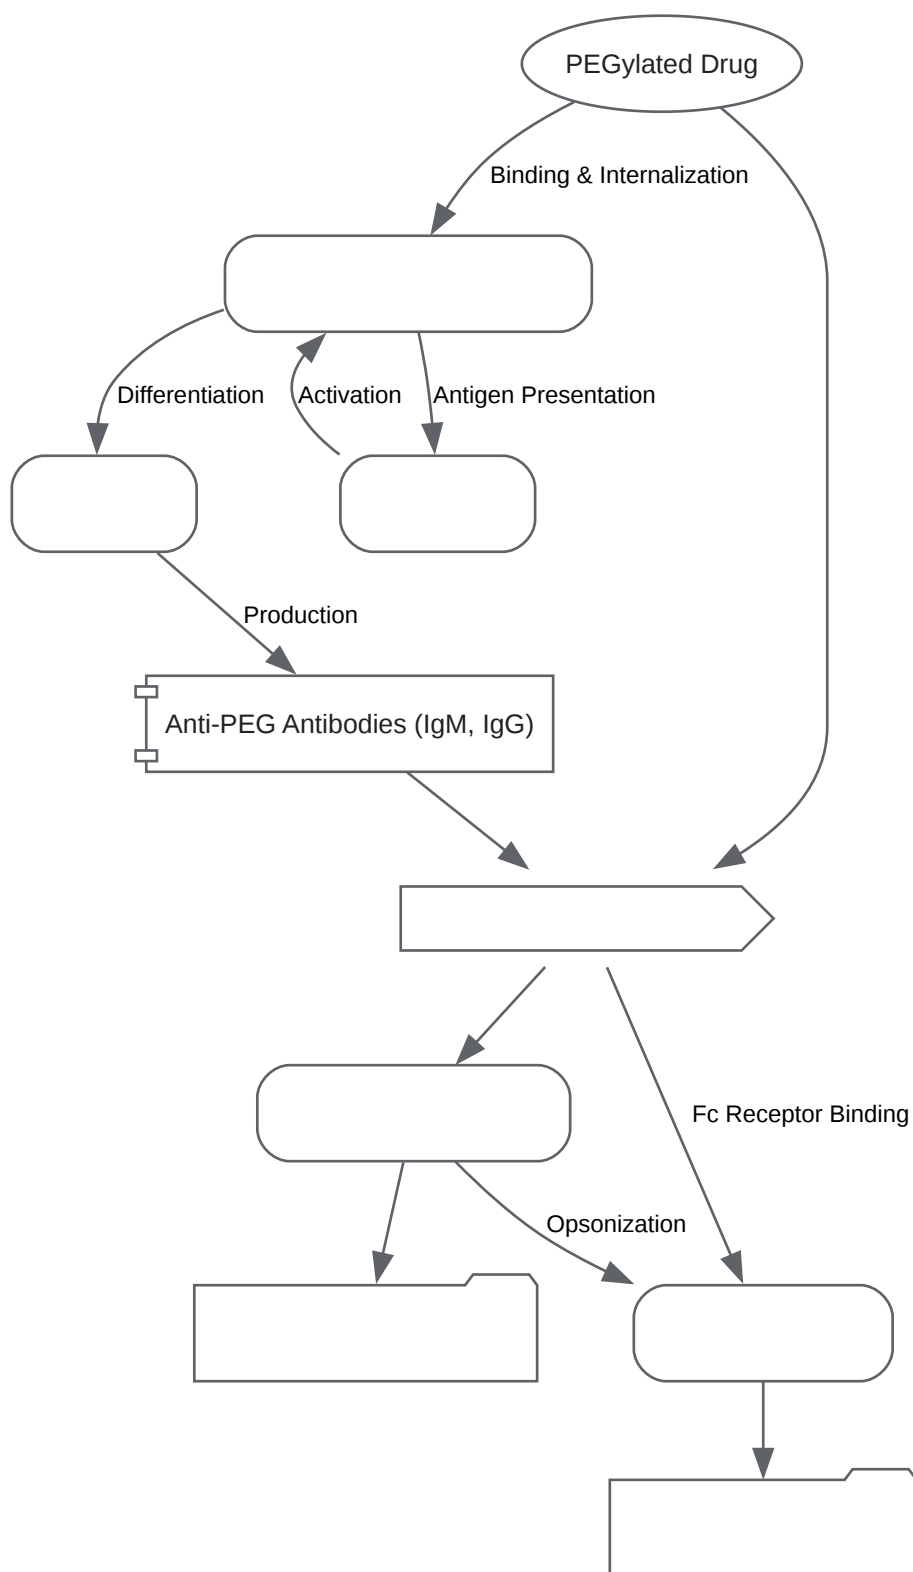 PEGylated Drug
Binding & Internalization
Differentiation
Activation
Antigen Presentation
Production
Anti-PEG Antibodies (IgM, IgG)
Fc Receptor Binding
Opsonization